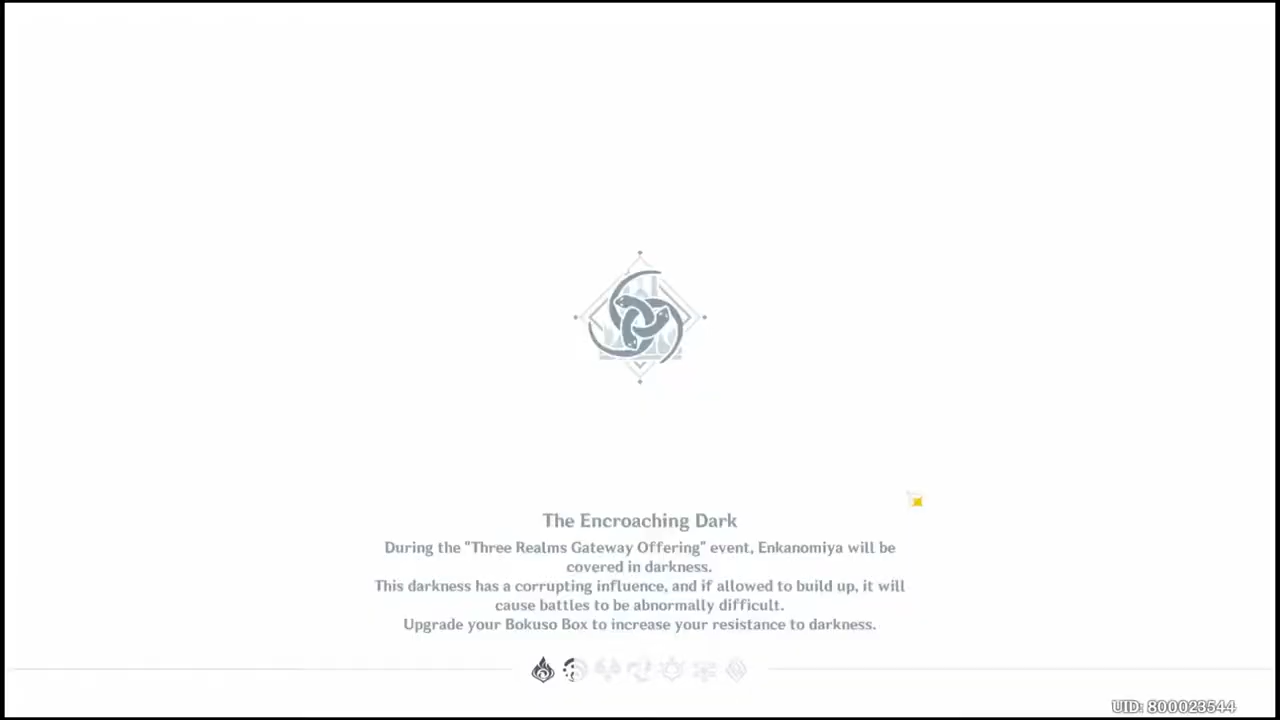 The Encroaching Dark
During the "Three Realms Gateway Offering" event, Enkanomiya will be
covered in darkness.
This darkness has a corrupting influence, and if allowed to build up, it will
cause battles to be abnormally difficult.
Upgrade your Bokuso Box to increase your resistance to darkness.
UID: 800023544